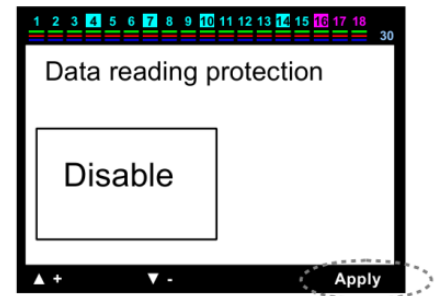 1 2 3 4 5 6 7 8 9 10 11 12 13 14 15 16 17 18
30
Data reading protection
Disable
▲ + ▼ - Apply